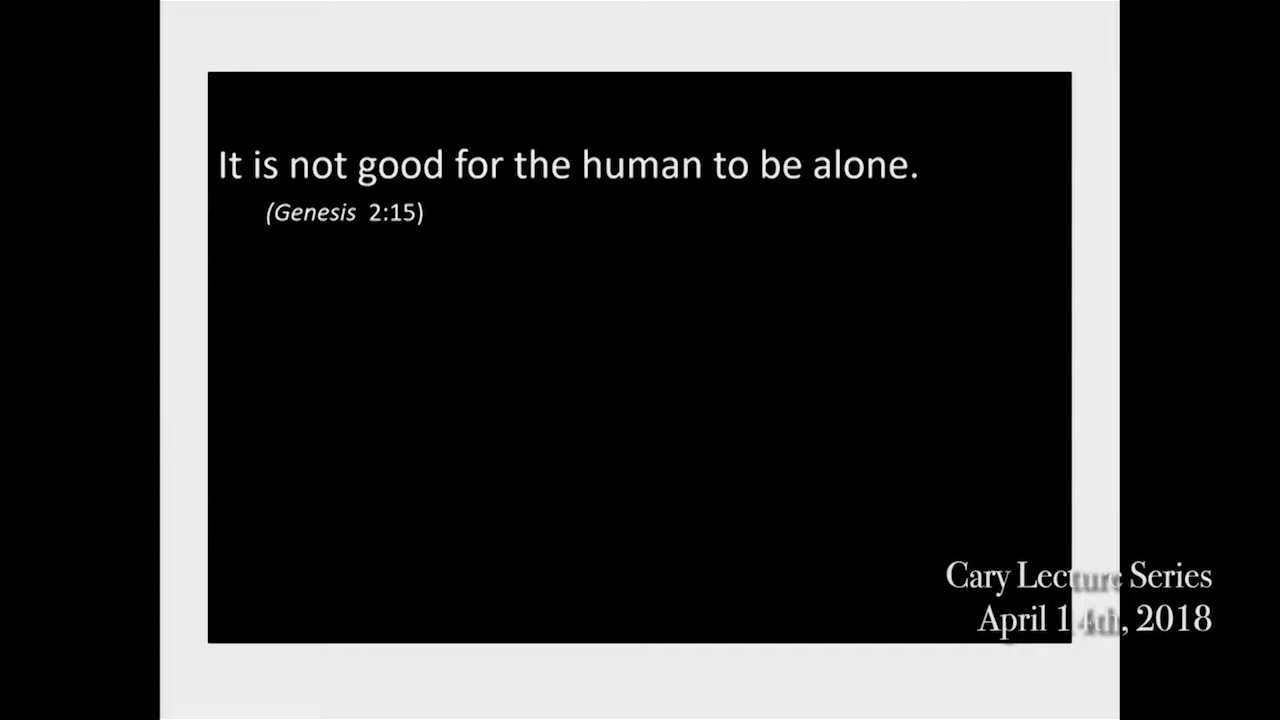 It is not good for the human to be alone.
(Genesis 2:15)
Cary Lecture Series
April 14th, 2018